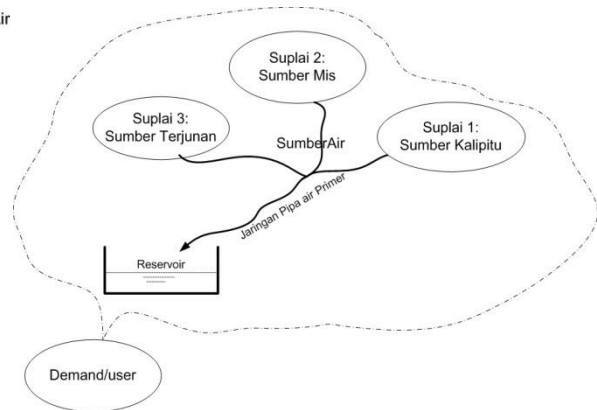 ir
Suplai 2:
Sumber Mis
Suplai 3:
Sumber Terjunan
SumberAir
Suplai 1:
Sumber Kalipitu
Jaringan Pipa air Primer
Reservoir
Demand/user